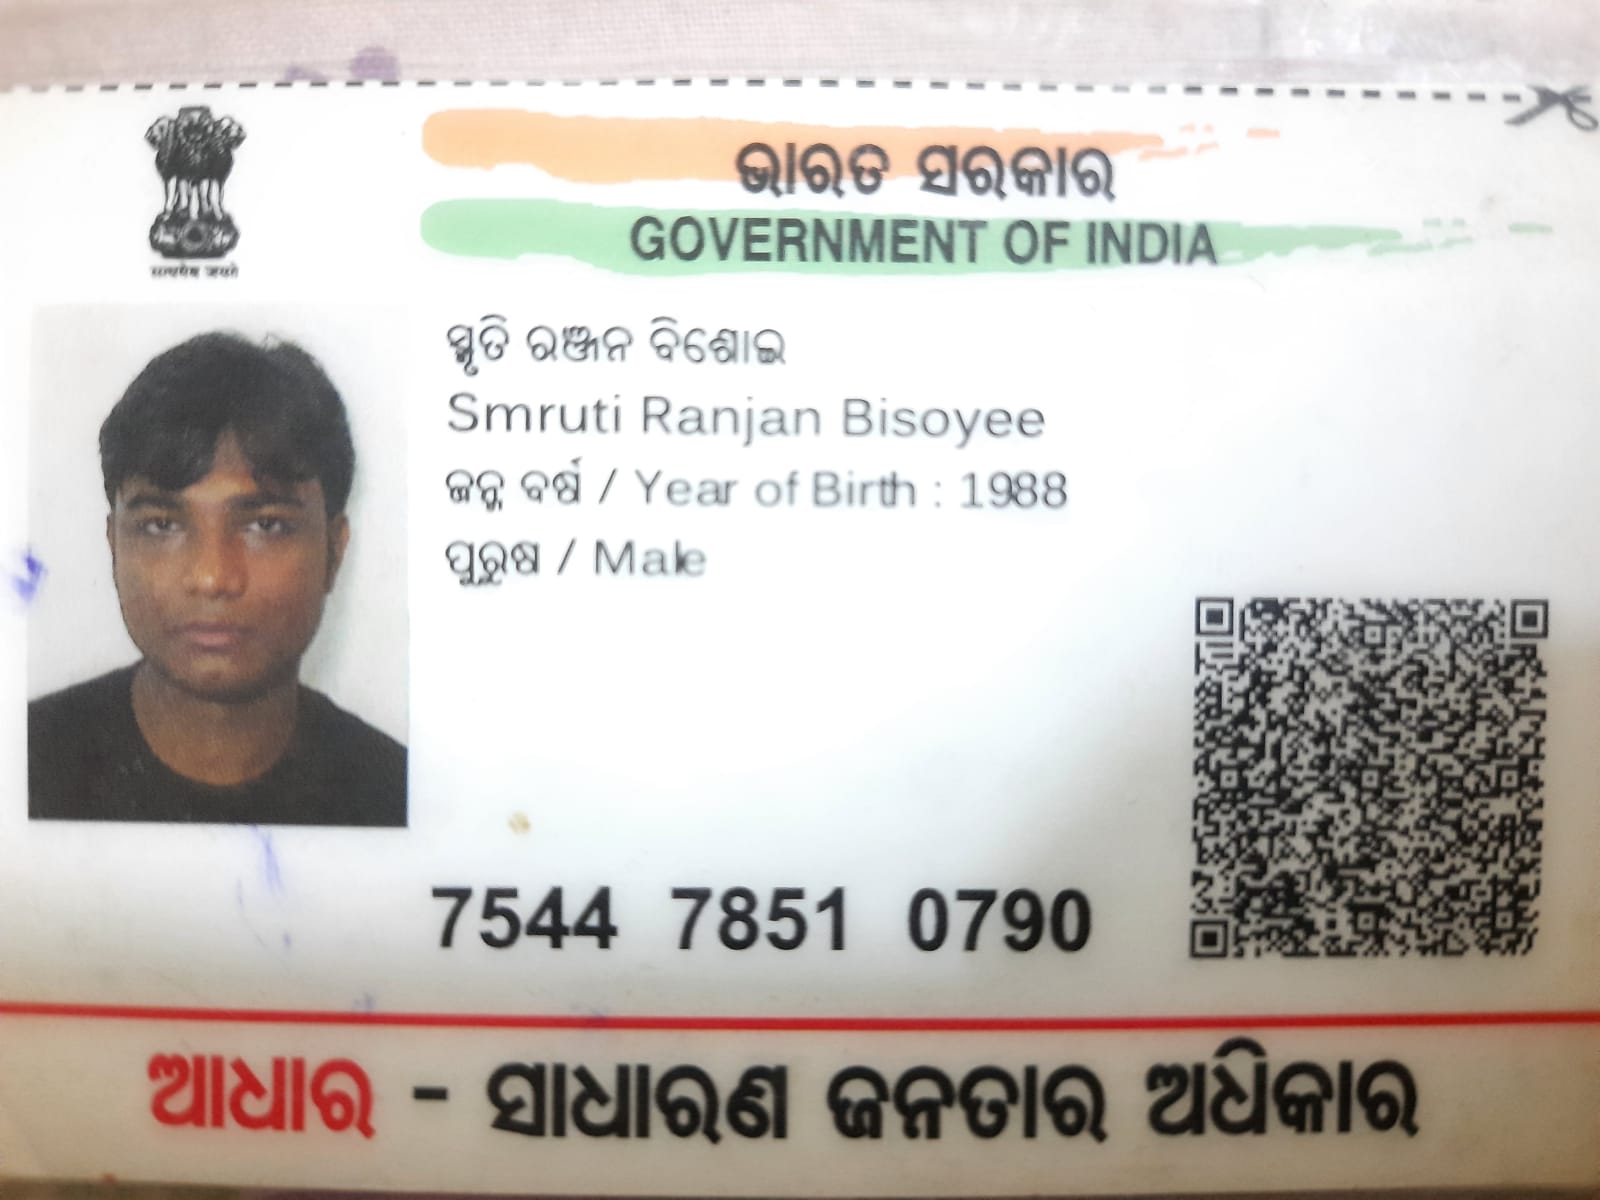 सत्यमेव जयते
ଭାରତ ସରକାର
GOVERNMENT OF INDIA
ସ୍ମୃତି ରଞ୍ଜନ ବିଶୋଇ
Smruti Ranjan Bisoyee
ଜନ୍ମ ବର୍ଷ / Year of Birth : 1988
ପୁରୁଷ / Male
7544 7851 0790
ଆଧାର - ସାଧାରଣ ଜନତାର ଅଧିକାର